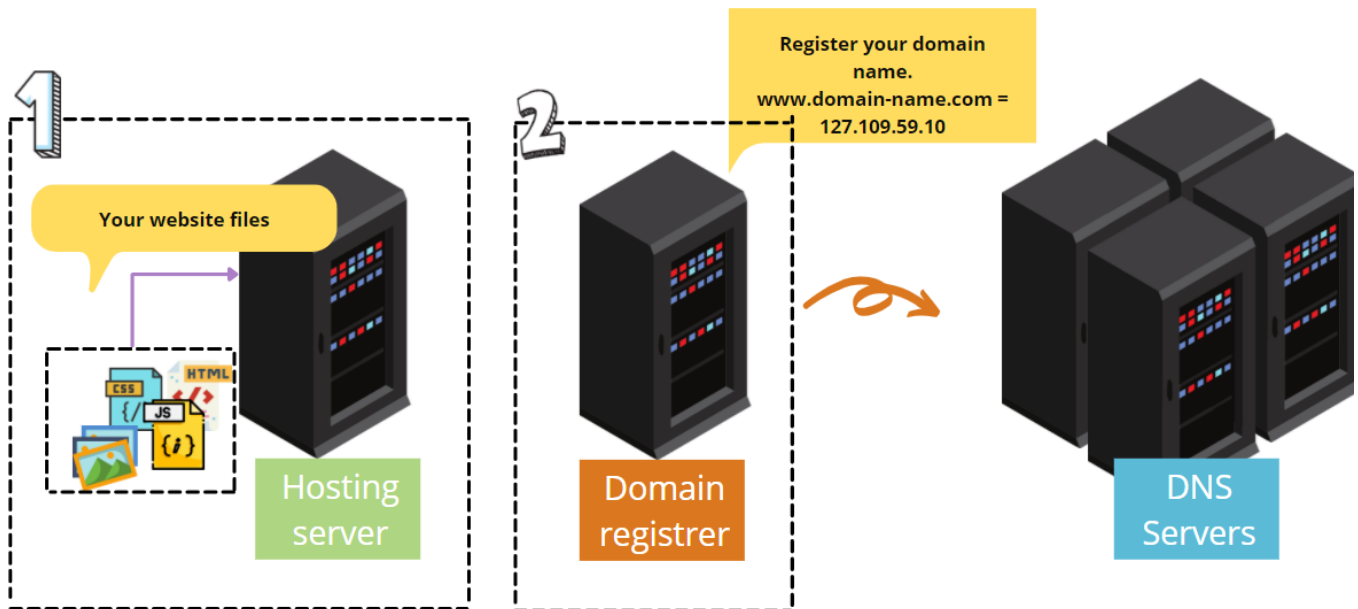 1
Your website files
CSS
HTML
{/
</>
JS
{i}
Hosting
server
2
Register your domain
name.
www.domain-name.com =
127.109.59.10
Domain
registrer
DNS
Servers